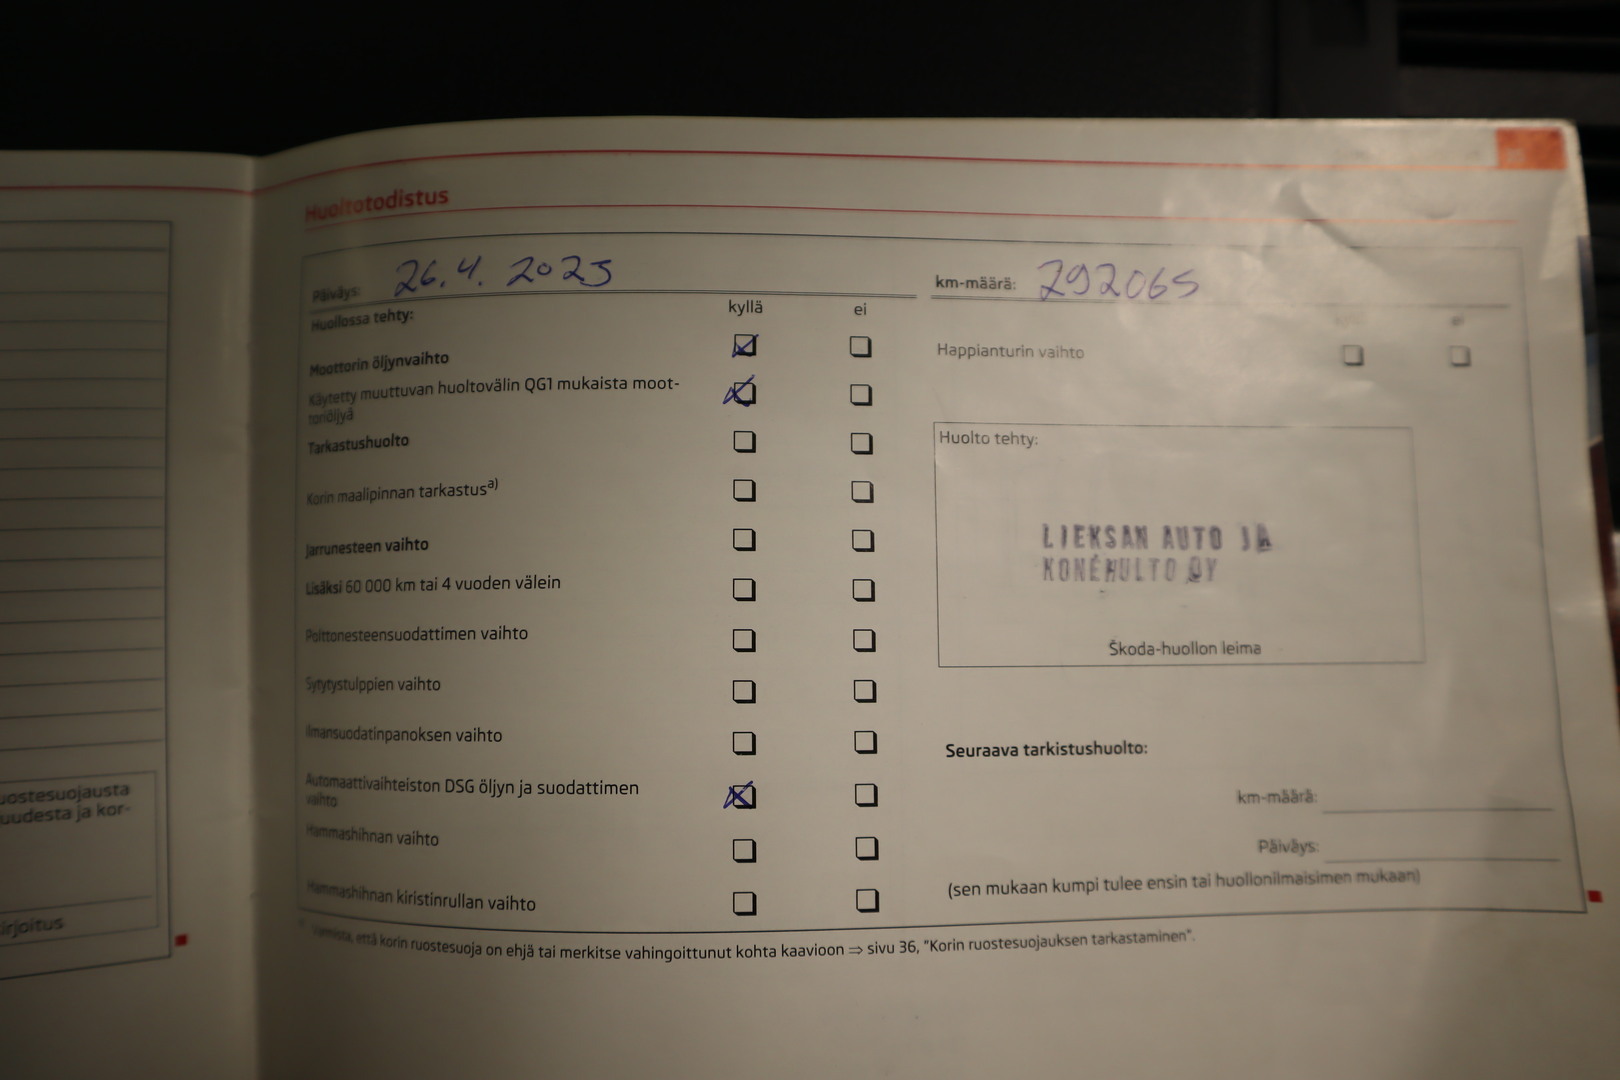 Huoltotodistus
Päiväys: 26.4. 2023
km-määrä: 292065
Huollossa tehty:
kyllä ei
Moottorin öljynvaihto
Käytetty muuttuvan huoltovälin QG1 mukaista moot-
toriöljyä
Tarkastushuolto
Korin maalipinnan tarkastusa)
Jarrunesteen vaihto
Lisäksi 60 000 km tai 4 vuoden välein
Polttonesteensuodattimen vaihto
Sytytystulppien vaihto
Ilmansuodatinpanoksen vaihto
Automaattivaihteiston DSG öljyn ja suodattimen
vaihto
Hammashihnan vaihto
Hammashihnan kiristinrullan vaihto
Happianturin vaihto
Huolto tehty:
LIEKSAN AUTO JA
KONEHULTO OY
Škoda-huollon leima
Seuraava tarkistushuolto:
km-määrä:
Päiväys:
(sen mukaan kumpi tulee ensin tai huollonilmaisimen mukaan)
että korin ruostesuoja on ehjä tai merkitse vahingoittunut kohta kaavioon ⇒ sivu 36, "Korin ruostesuojauksen tarkastaminen".
uostesuojausta
uudesta ja kor-
irjoitus